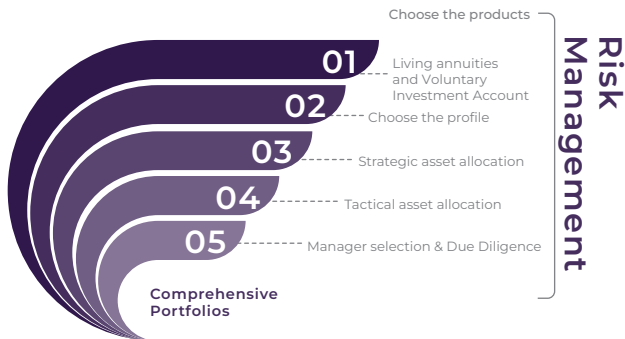 Choose the products
01
Living annuities
and Voluntary
Investment Account
02
Choose the profile
03
Strategic asset allocation
04
Tactical asset allocation
05
Manager selection & Due Diligence
Comprehensive
Portfolios
Risk
Management